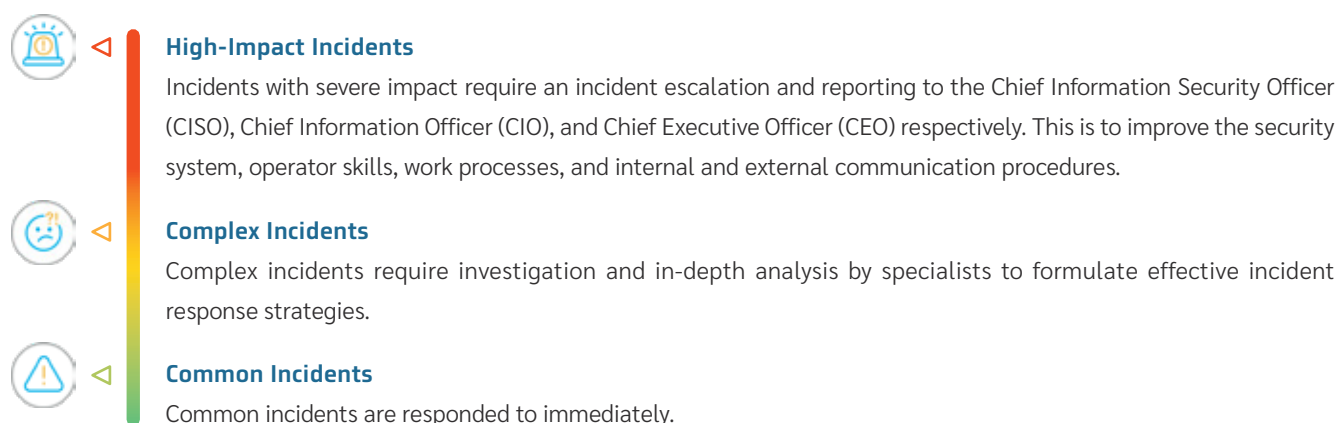 High-Impact Incidents
Incidents with severe impact require an incident escalation and reporting to the Chief Information Security Officer
(CISO), Chief Information Officer (CIO), and Chief Executive Officer (CEO) respectively. This is to improve the security
system, operator skills, work processes, and internal and external communication procedures.
Complex Incidents
Complex incidents require investigation and in-depth analysis by specialists to formulate effective incident
response strategies.
Common Incidents
Common incidents are responded to immediately.